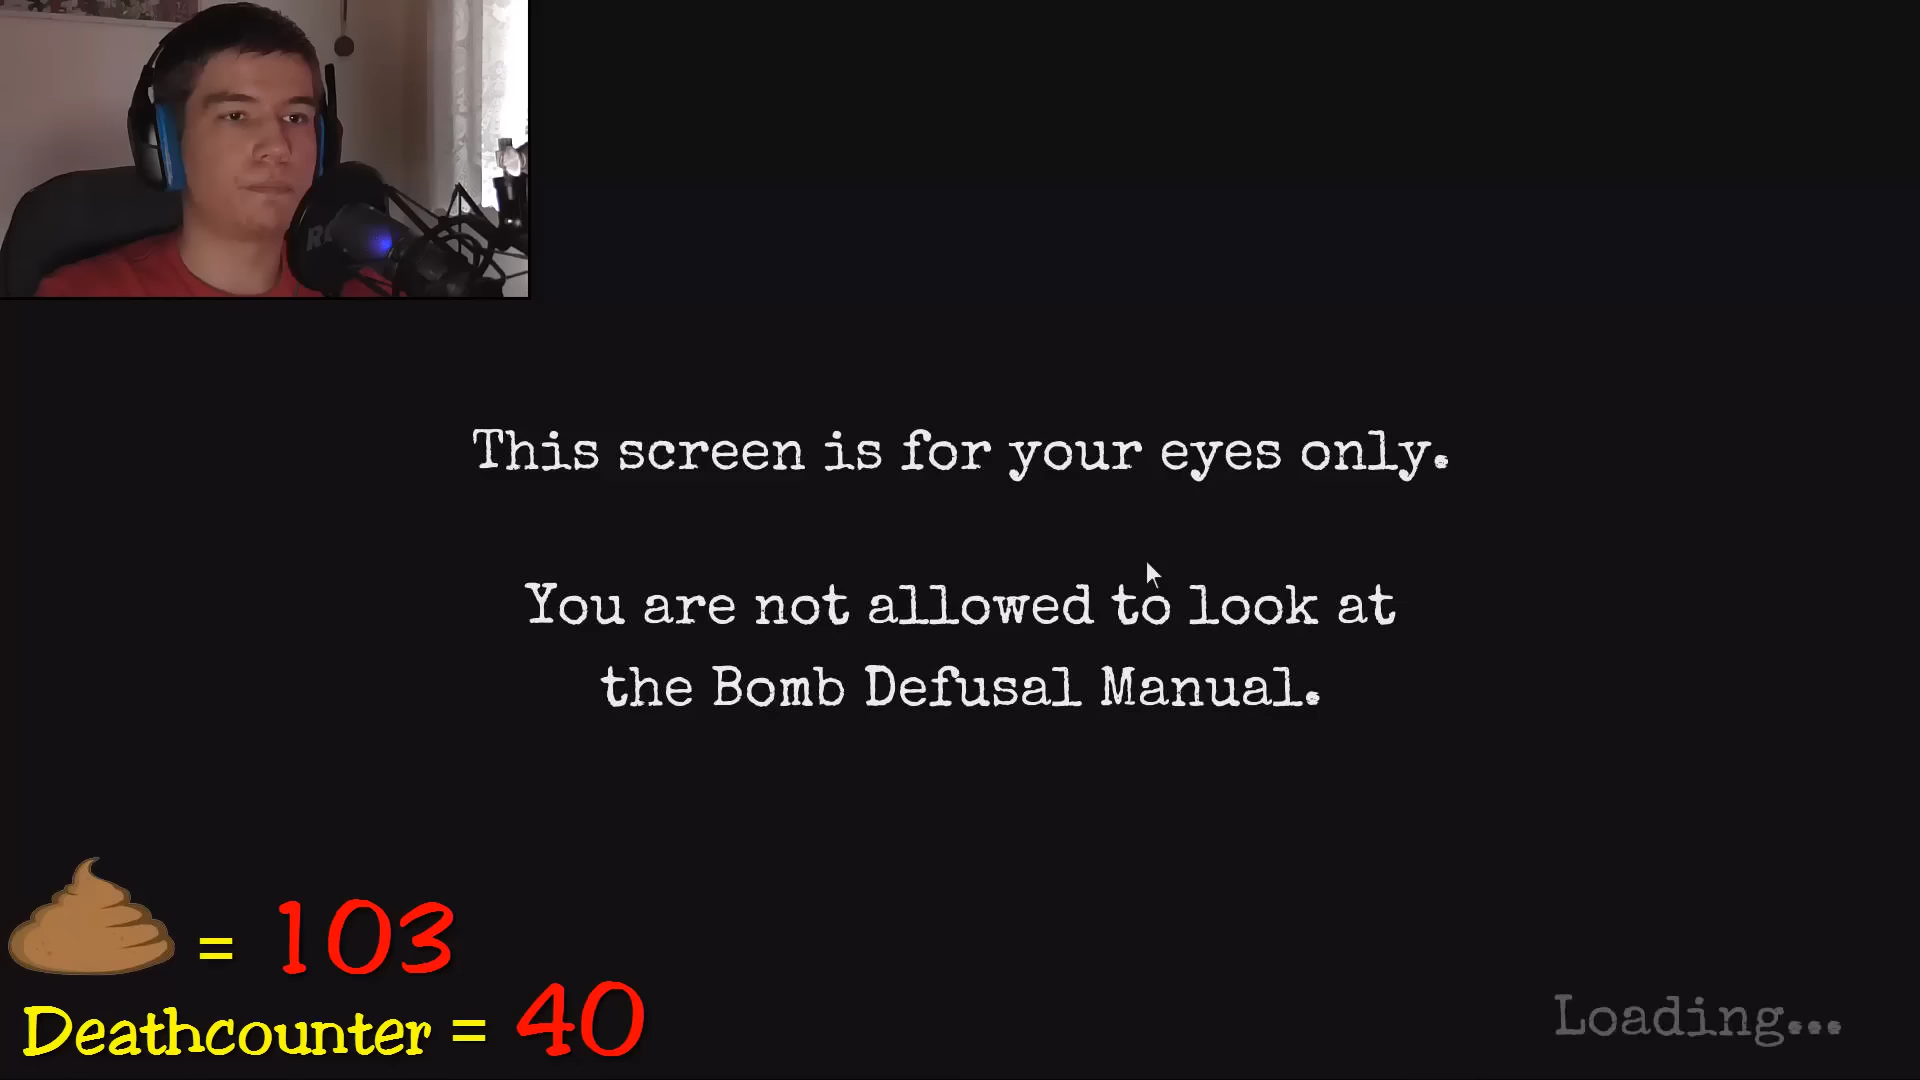 This screen is for your eyes only.
You are not allowed to look at
the Bomb Defusal Manual.
= 103
Deathcounter = 40
Loading...